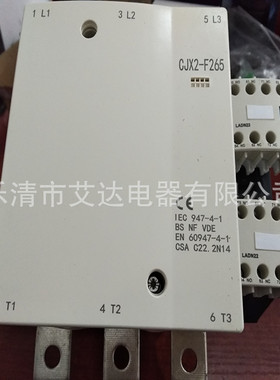 1 L1 3 L2 5 L3
CJX2-F265
LADN22
乐清市艾达电器有限公司
LADN22
CE
IEC 947-4-1
BS NF VDE
EN 60947-4-1
CSA C22.2N14
2 T1 4 T2 6 T3